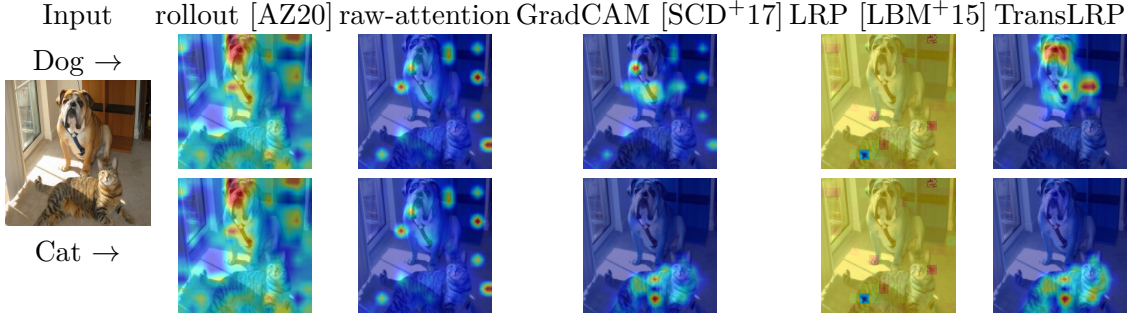 Input rollout [AZ20] raw-attention GradCAM [SCD+17] LRP [LBM+15] TransLRP
Dog →
Cat →